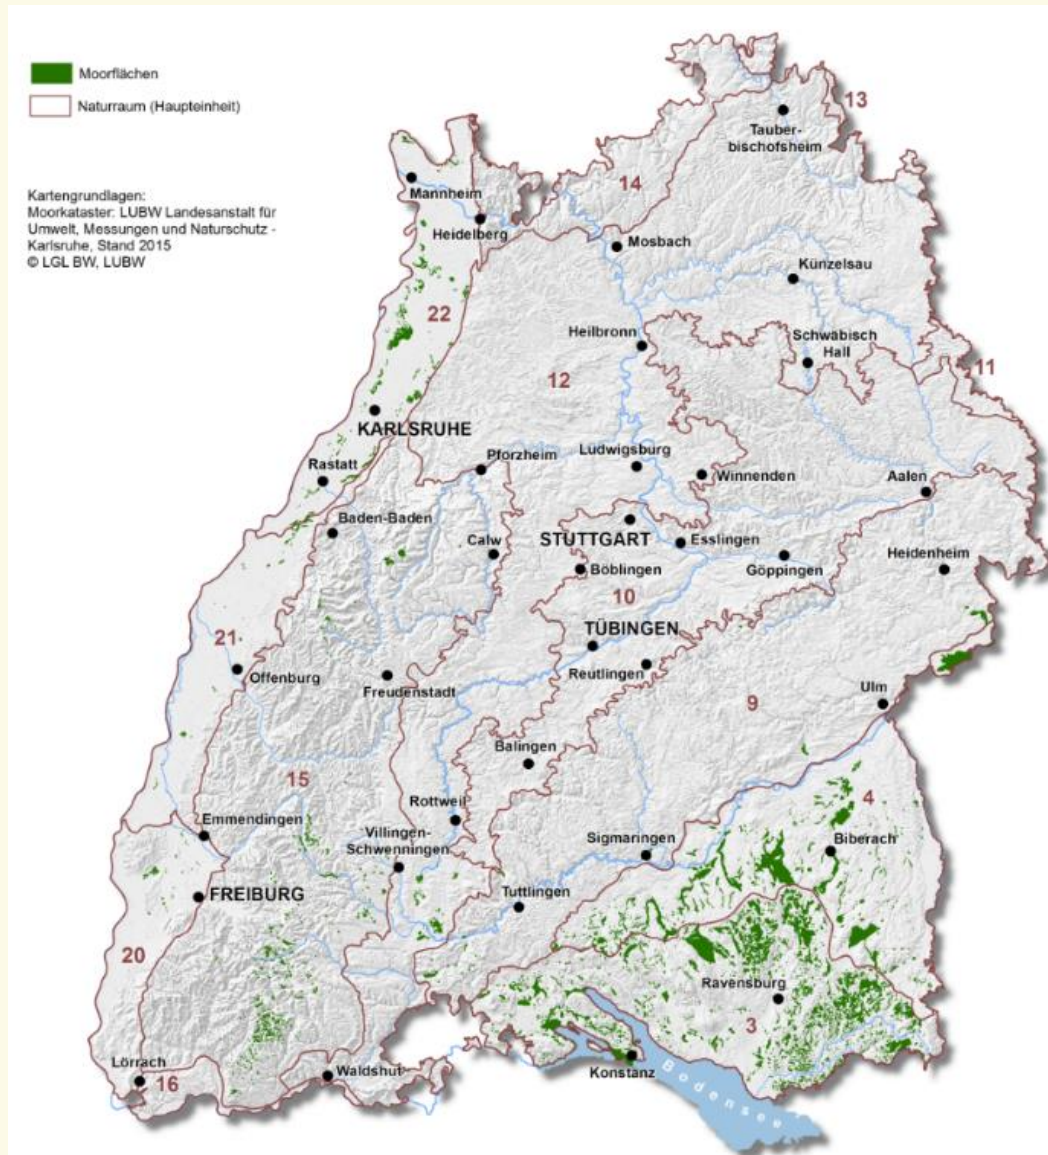 Moorflächen
Naturraum (Haupteinheit)
Kartengrundlagen:
Moorkataster: LUBW Landesanstalt für
Umwelt, Messungen und Naturschutz -
Karlsruhe, Stand 2015
© LGL BW, LUBW
13
Tauber-
bischofsheim
14
Mannheim
Heidelberg
Mosbach
Künzelsau
22
Heilbronn
Schwäbisch
Hall
11
12
KARLSRUHE
Pforzheim
Ludwigsburg
Winnenden
Aalen
Rastatt
Baden-Baden
STUTTGART
Esslingen
Calw
Göppingen
Heidenheim
Böblingen
10
TÜBINGEN
21
Offenburg
Reutlingen
Freudenstadt
Ulm
9
Balingen
15
4
Rottweil
Emmendingen
Villingen-
Schwenningen
Sigmaringen
Biberach
Tuttlingen
FREIBURG
20
Ravensburg
3
Lörrach
16
Waldshut
Konstanz
Bodensee